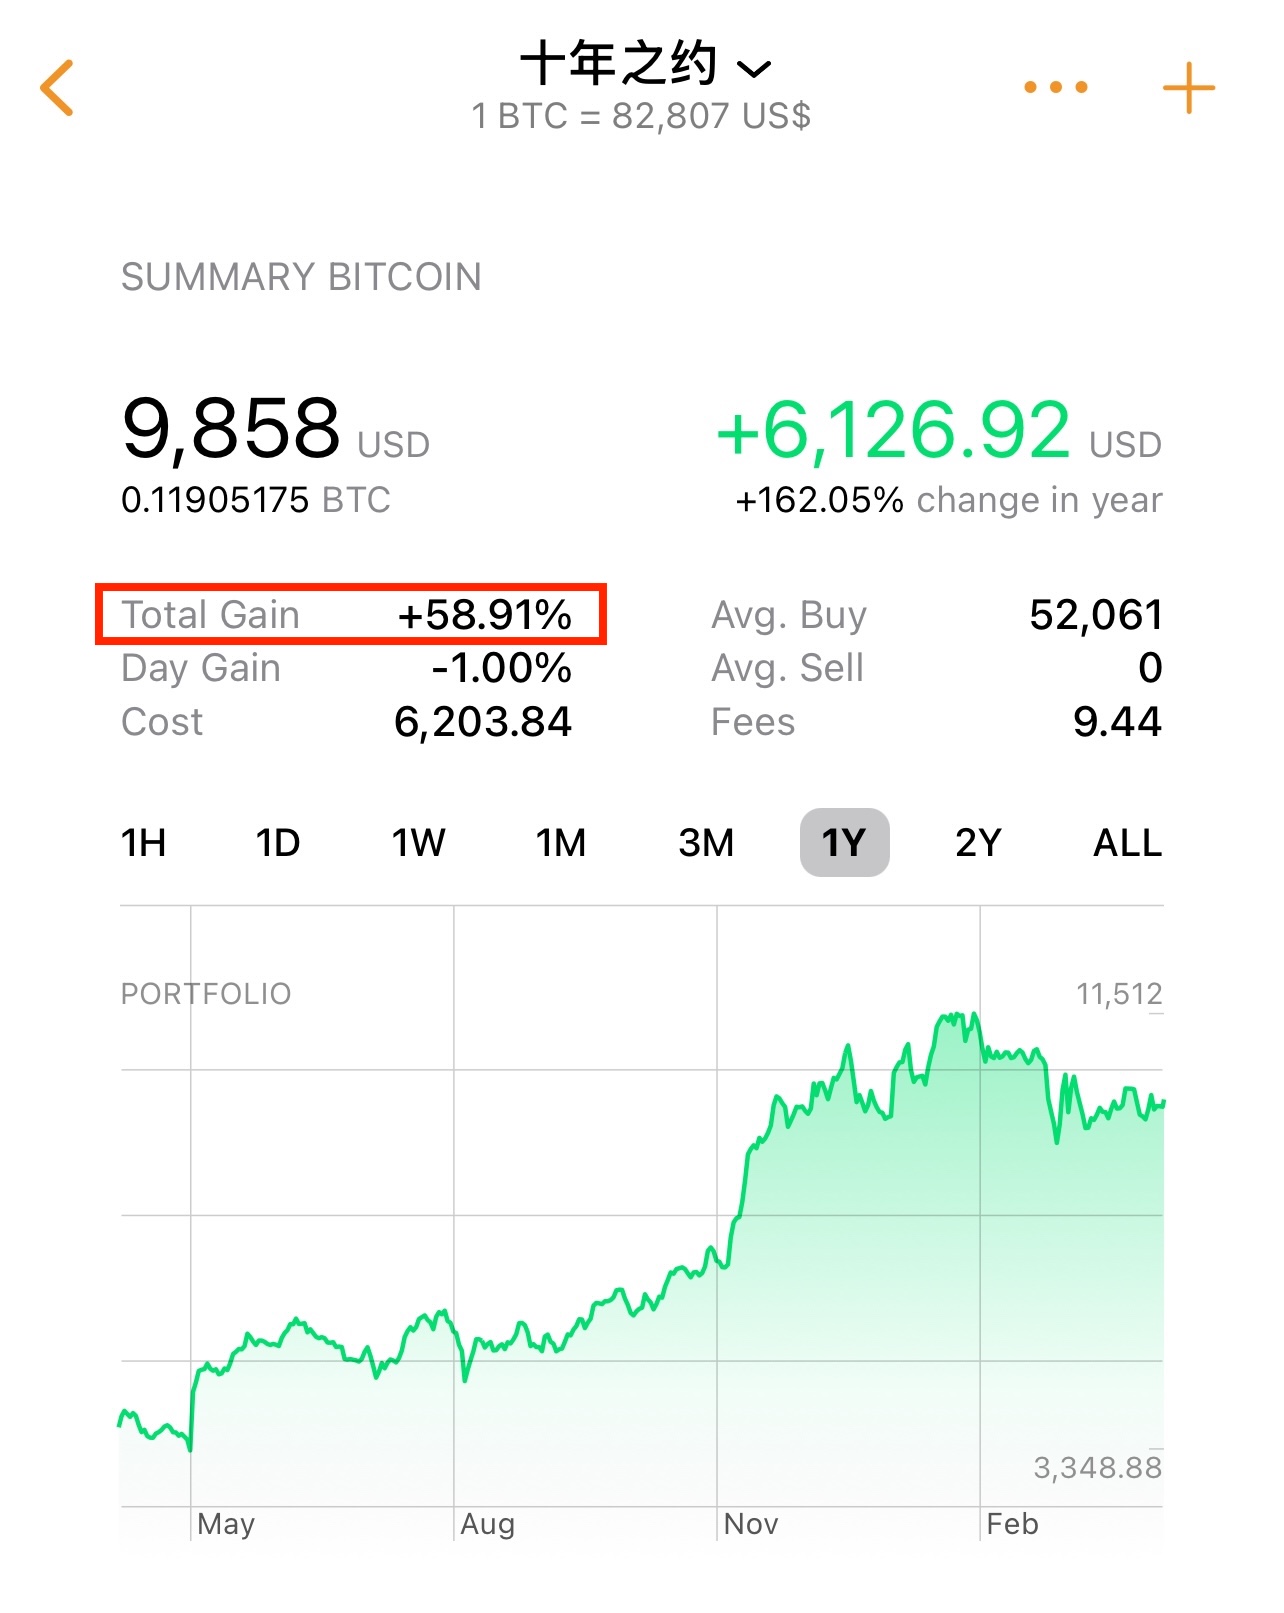 十年之约
1 BTC = 82,807 US$
SUMMARY BITCOIN
9,858 USD
+6,126.92 USD
0.11905175 BTC
+162.05% change in year
Total Gain +58.91%
Avg. Buy 52,061
Day Gain -1.00%
Avg. Sell 0
Cost 6,203.84
Fees 9.44
1H 1D 1W 1M 3M 1Y 2Y ALL
PORTFOLIO
11,512
3,348.88
May Aug Nov Feb